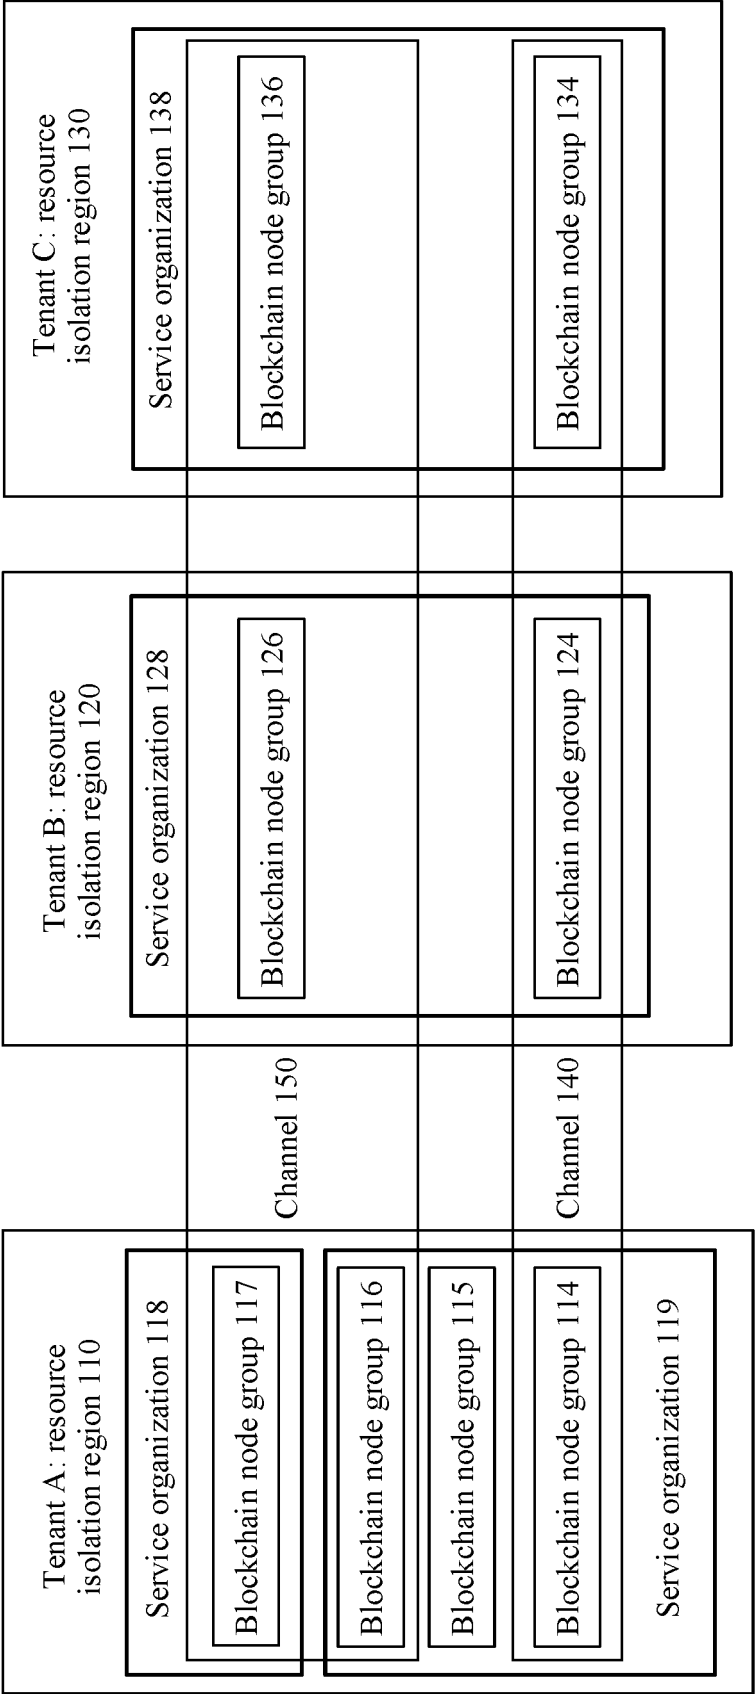 Tenant A: resource
isolation region 110
Service organization 118
Blockchain node group 117
Blockchain node group 116
Blockchain node group 115
Blockchain node group 114
Service organization 119
Channel 150
Channel 140
Tenant B: resource
isolation region 120
Service organization 128
Blockchain node group 126
Blockchain node group 124
Tenant C: resource
isolation region 130
Service organization 138
Blockchain node group 136
Blockchain node group 134